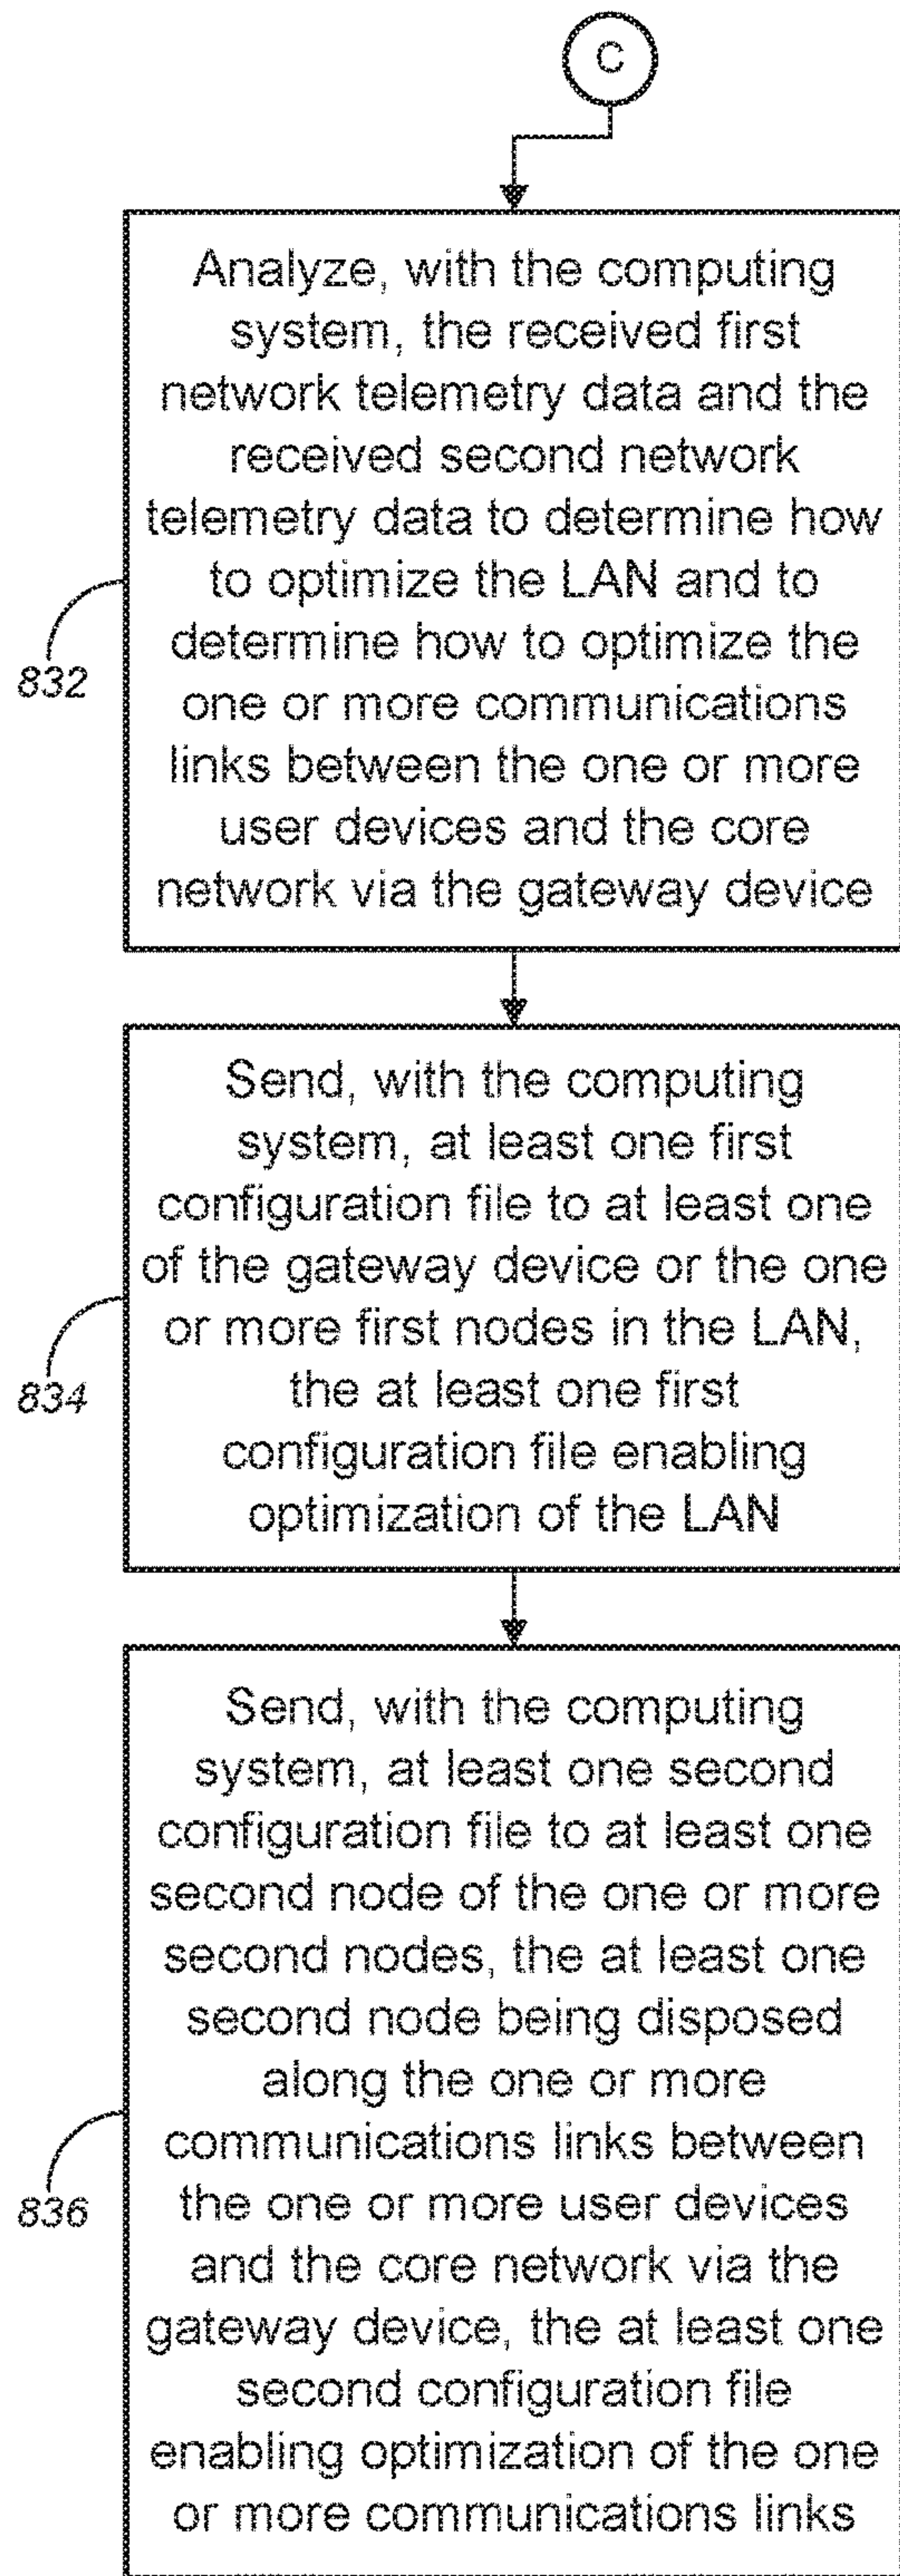 C
Analyze, with the computing
system, the received first
network telemetry data and the
received second network
telemetry data to determine how
to optimize the LAN and to
determine how to optimize the
one or more communications
links between the one or more
user devices and the core
network via the gateway device
832
Send, with the computing
system, at least one first
configuration file to at least one
of the gateway device or the one
or more first nodes in the LAN,
the at least one first
configuration file enabling
optimization of the LAN
834
Send, with the computing
system, at least one second
configuration file to at least one
second node of the one or more
second nodes, the at least one
second node being disposed
along the one or more
communications links between
the one or more user devices
and the core network via the
gateway device, the at least one
second configuration file
enabling optimization of the one
or more communications links
836